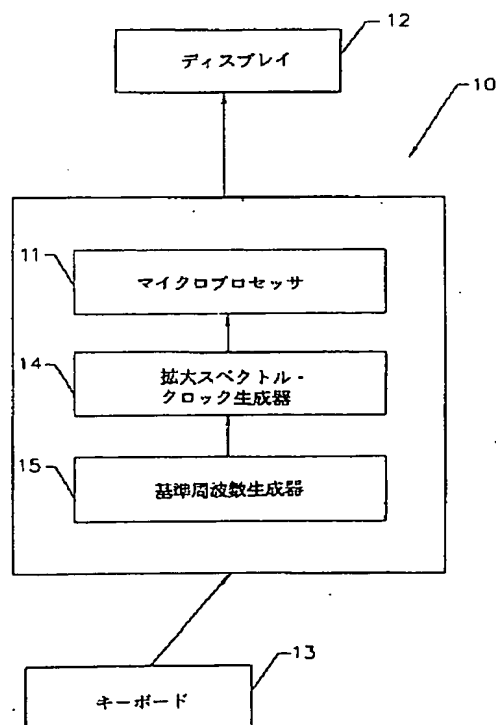 12
ディスプレイ
10
11
マイクロプロセッサ
14
拡大スペクトル-
クロック生成器
15
基準周波数生成器
13
キーボード